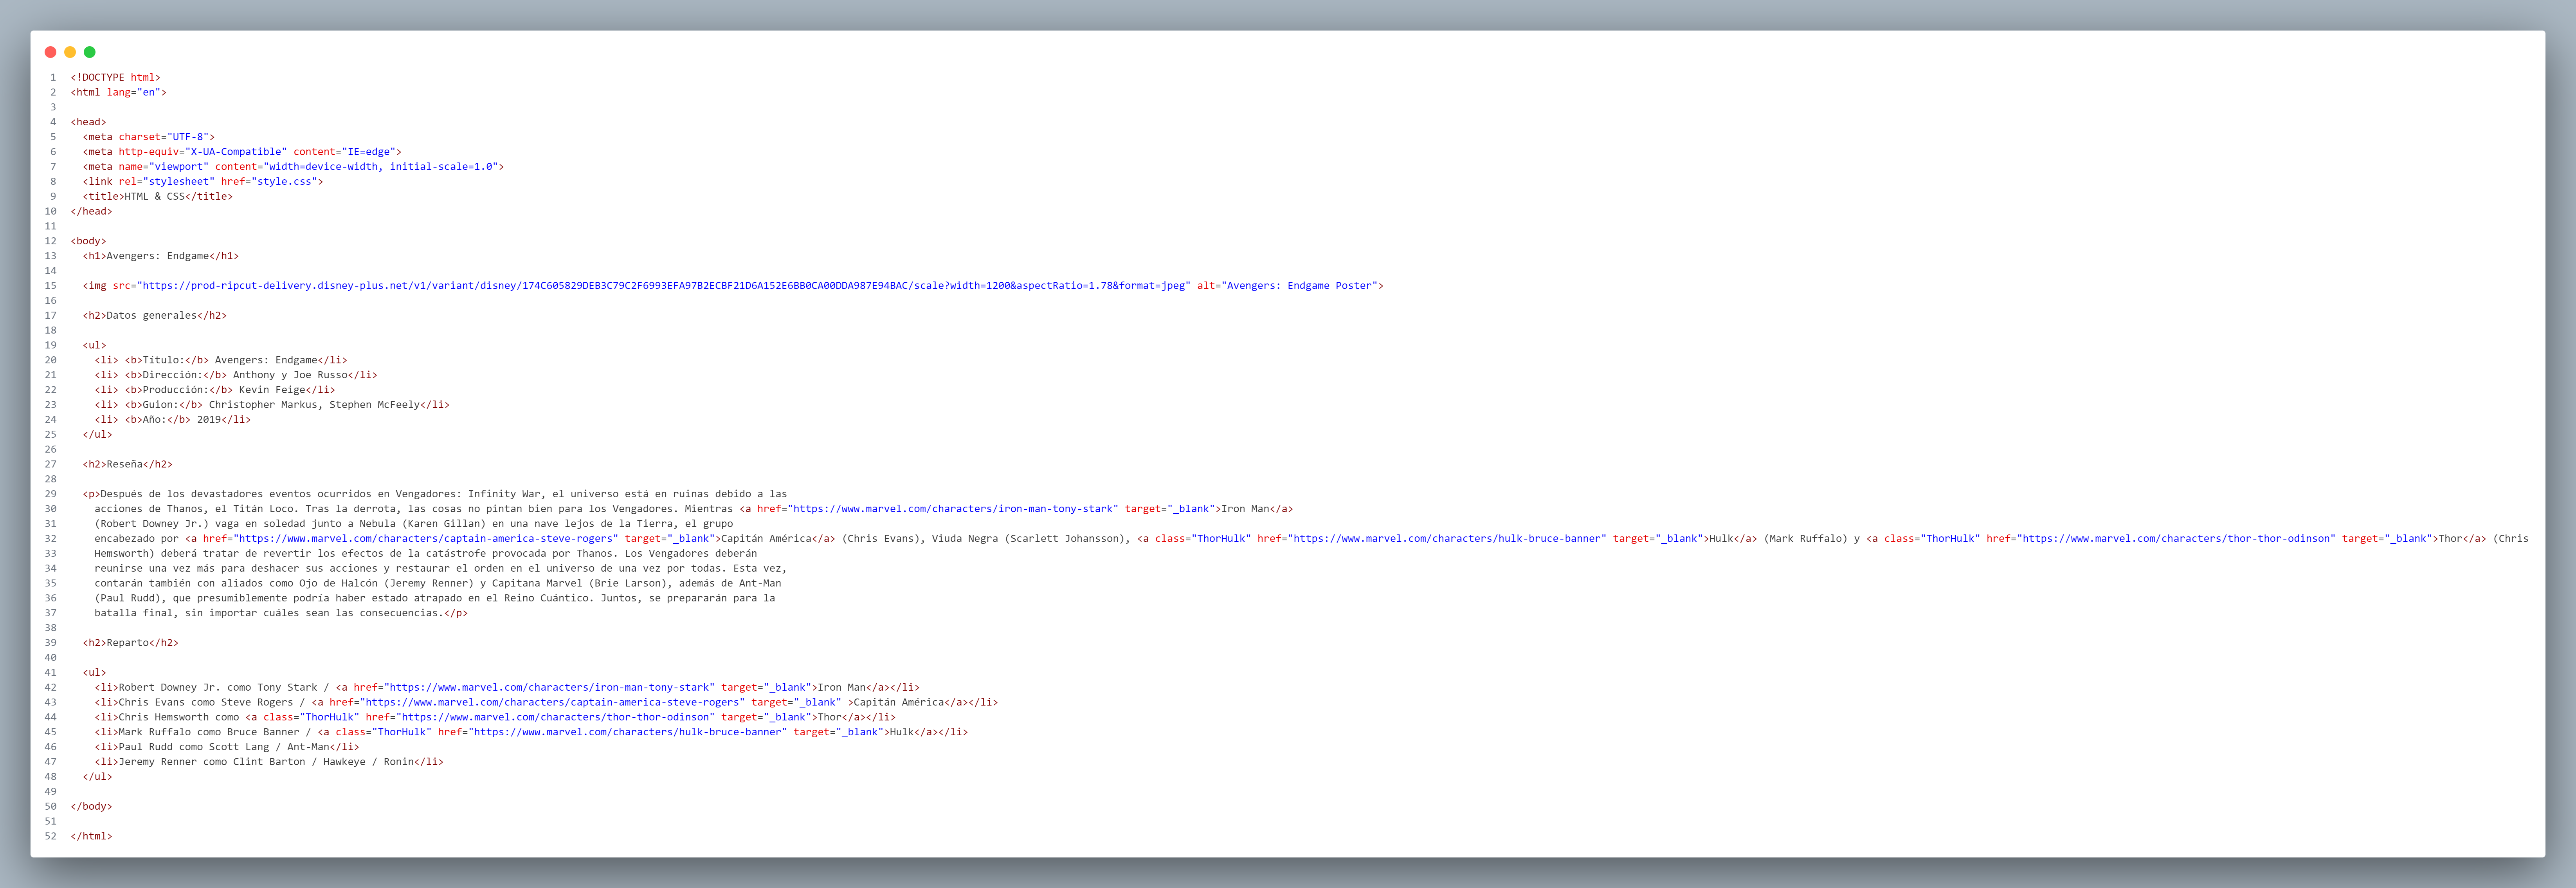 1 <!DOCTYPE html>
2 <html lang="en">
3
4 <head>
5   <meta charset="UTF-8">
6   <meta http-equiv="X-UA-Compatible" content="IE=edge">
7   <meta name="viewport" content="width=device-width, initial-scale=1.0">
8   <link rel="stylesheet" href="style.css">
9   <title>HTML & CSS</title>
10 </head>
11
12 <body>
13   <h1>Avengers: Endgame</h1>
14
15   <img src="https://prod-ripcut-delivery.disney-plus.net/v1/variant/disney/174C605829DEB3C79C2F6993EFA97B2ECBF21D6A152E6BB0CA00DDA987E94BAC/scale?width=1200&aspectRatio=1.78&format=jpeg" alt="Avengers: Endgame Poster">
16
17   <h2>Datos generales</h2>
18
19   <ul>
20     <li> <b>Título:</b> Avengers: Endgame</li>
21     <li> <b>Dirección:</b> Anthony y Joe Russo</li>
22     <li> <b>Producción:</b> Kevin Feige</li>
23     <li> <b>Guion:</b> Christopher Markus, Stephen McFeely</li>
24     <li> <b>Año:</b> 2019</li>
25   </ul>
26
27   <h2>Reseña</h2>
28
29   <p>Después de los devastadores eventos ocurridos en Vengadores: Infinity War, el universo está en ruinas debido a las
30     acciones de Thanos, el Titán Loco. Tras la derrota, las cosas no pintan bien para los Vengadores. Mientras <a href="https://www.marvel.com/characters/iron-man-tony-stark" target="_blank">Iron Man</a>
31     (Robert Downey Jr.) vaga en soledad junto a Nebula (Karen Gillan) en una nave lejos de la Tierra, el grupo
32     encabezado por <a href="https://www.marvel.com/characters/captain-america-steve-rogers" target="_blank">Capitán América</a> (Chris Evans), Viuda Negra (Scarlett Johansson), <a class="ThorHulk" href="https://www.marvel.com/characters/hulk-bruce-banner" target="_blank">Hulk</a> (Mark Ruffalo) y <a class="ThorHulk" href="https://www.marvel.com/characters/thor-thor-odinson" target="_blank">Thor</a> (Chris
33     Hemsworth) deberá tratar de revertir los efectos de la catástrofe provocada por Thanos. Los Vengadores deberán
34     reunirse una vez más para deshacer sus acciones y restaurar el orden en el universo de una vez por todas. Esta vez,
35     contarán también con aliados como Ojo de Halcón (Jeremy Renner) y Capitana Marvel (Brie Larson), además de Ant-Man
36     (Paul Rudd), que presumiblemente podría haber estado atrapado en el Reino Cuántico. Juntos, se prepararán para la
37     batalla final, sin importar cuáles sean las consecuencias.</p>
38
39   <h2>Reparto</h2>
40
41   <ul>
42     <li>Robert Downey Jr. como Tony Stark / <a href="https://www.marvel.com/characters/iron-man-tony-stark" target="_blank">Iron Man</a></li>
43     <li>Chris Evans como Steve Rogers / <a href="https://www.marvel.com/characters/captain-america-steve-rogers" target="_blank" >Capitán América</a></li>
44     <li>Chris Hemsworth como <a class="ThorHulk" href="https://www.marvel.com/characters/thor-thor-odinson" target="_blank">Thor</a></li>
45     <li>Mark Ruffalo como Bruce Banner / <a class="ThorHulk" href="https://www.marvel.com/characters/hulk-bruce-banner" target="_blank">Hulk</a></li>
46     <li>Paul Rudd como Scott Lang / Ant-Man</li>
47     <li>Jeremy Renner como Clint Barton / Hawkeye / Ronin</li>
48   </ul>
49
50 </body>
51
52 </html>